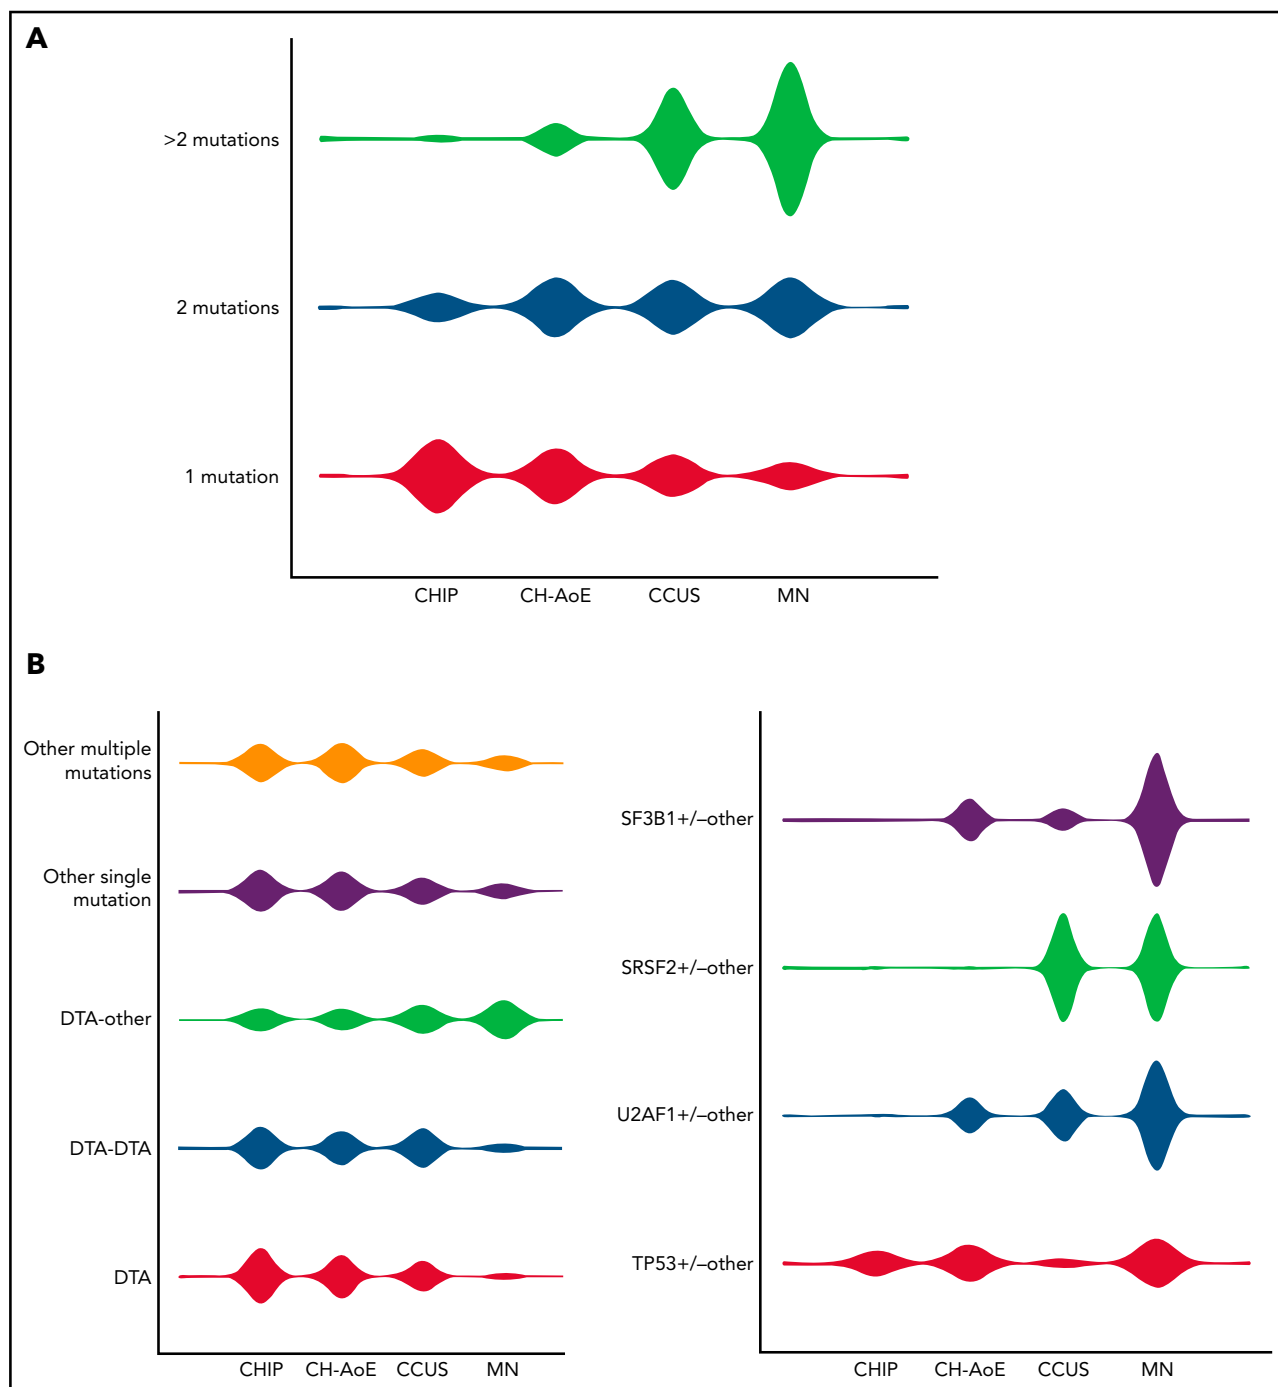 A
>2 mutations
2 mutations
1 mutation
CHIP CH-AoE CCUS MN
B
Other multiple
mutations
Other single
mutation
DTA-other
DTA-DTA
DTA
CHIP CH-AoE CCUS MN
SF3B1+/–other
SRSF2+/–other
U2AF1+/–other
TP53+/–other
CHIP CH-AoE CCUS MN